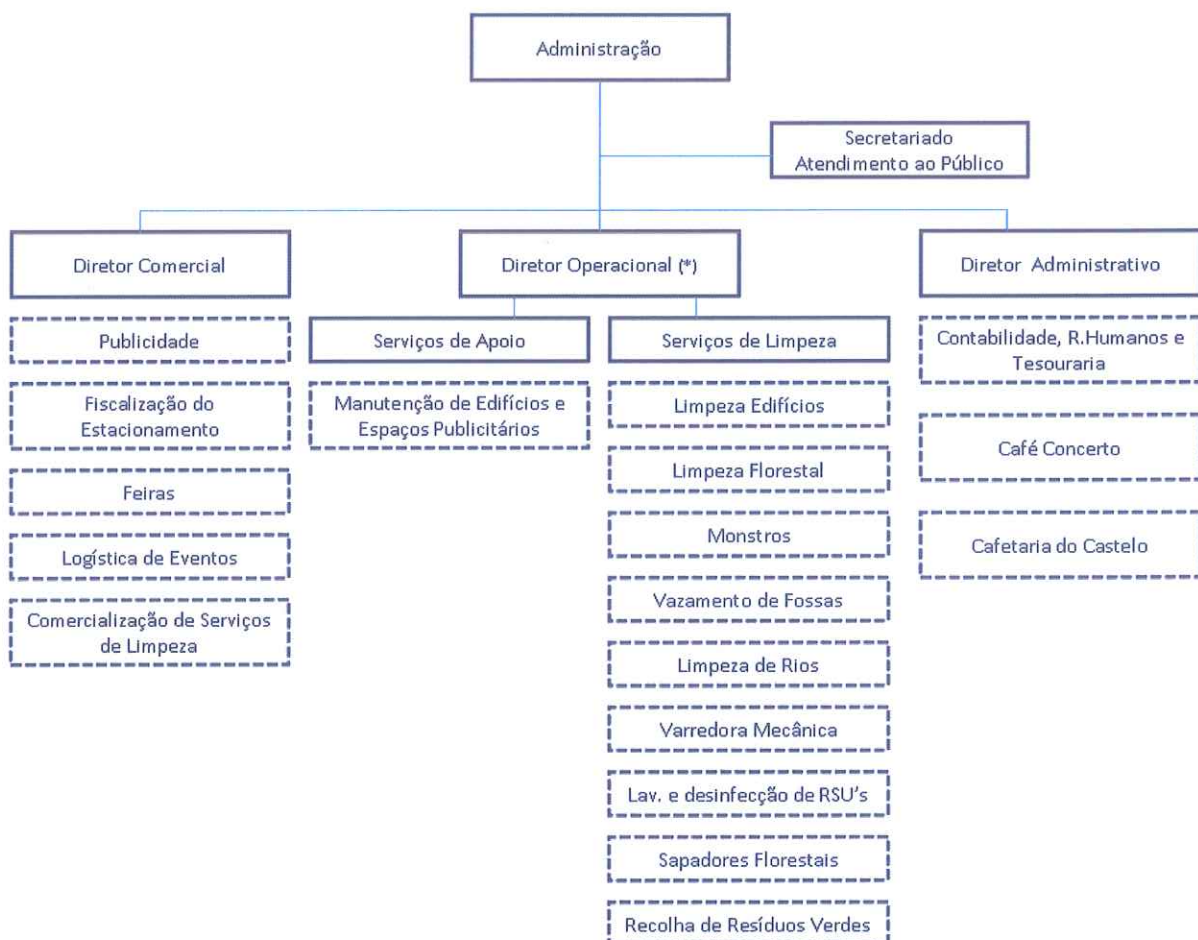 Administração
Secretariado
Atendimento ao Público
Diretor Comercial
Publicidade
Fiscalização do
Estacionamento
Feiras
Logística de Eventos
Comercialização de Serviços
de Limpeza
Diretor Operacional (*)
Serviços de Apoio
Manutenção de Edifícios e
Espaços Publicitários
Serviços de Limpeza
Limpeza Edifícios
Limpeza Florestal
Monstros
Vazamento de Fossas
Limpeza de Rios
Varredora Mecânica
Lav. e desinfecção de RSU's
Sapadores Florestais
Recolha de Resíduos Verdes
Diretor Administrativo
Contabilidade, R.Humanos e
Tesouraria
Café Concerto
Cafetaria do Castelo